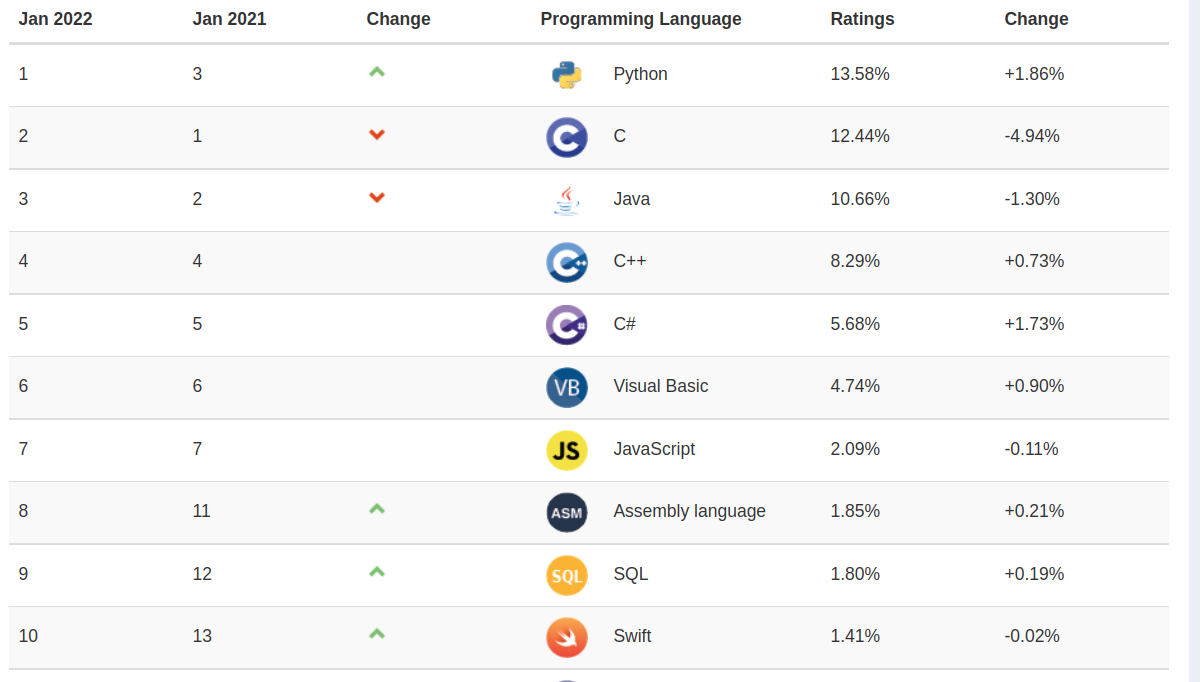 Jan 2022 Jan 2021 Change Programming Language Ratings Change
1 3 Python 13.58% +1.86%
2 1 C 12.44% -4.94%
3 2 Java 10.66% -1.30%
4 4 C++ 8.29% +0.73%
5 5 C# 5.68% +1.73%
6 6 VB Visual Basic 4.74% +0.90%
7 7 JS JavaScript 2.09% -0.11%
8 11 ASM Assembly language 1.85% +0.21%
9 12 SQL SQL 1.80% +0.19%
10 13 Swift 1.41% -0.02%